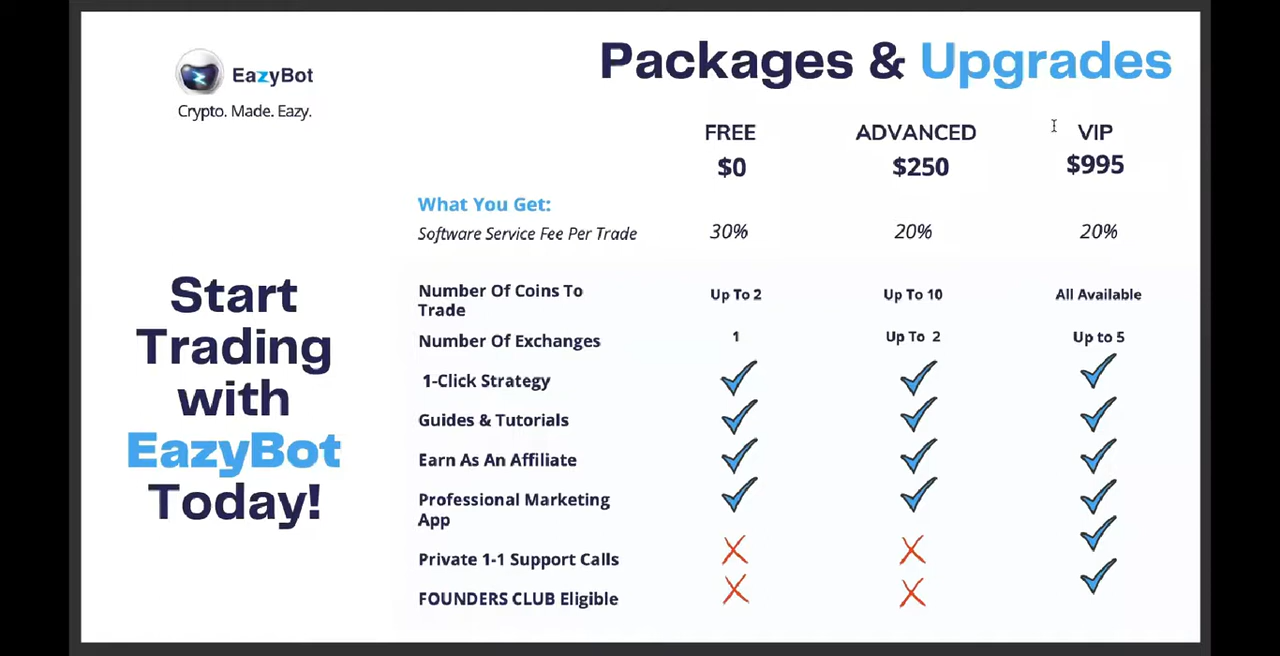 EazyBot
Crypto. Made. Eazy.
Packages & Upgrades
FREE ADVANCED VIP
$0 $250 $995
What You Get:
Software Service Fee Per Trade 30% 20% 20%
Start
Trading
with
EazyBot
Today!
Number Of Coins To
Trade Up To 2 Up To 10 All Available
Number Of Exchanges 1 Up To 2 Up to 5
1-Click Strategy
Guides & Tutorials
Earn As An Affiliate
Professional Marketing
App
Private 1-1 Support Calls
FOUNDERS CLUB Eligible